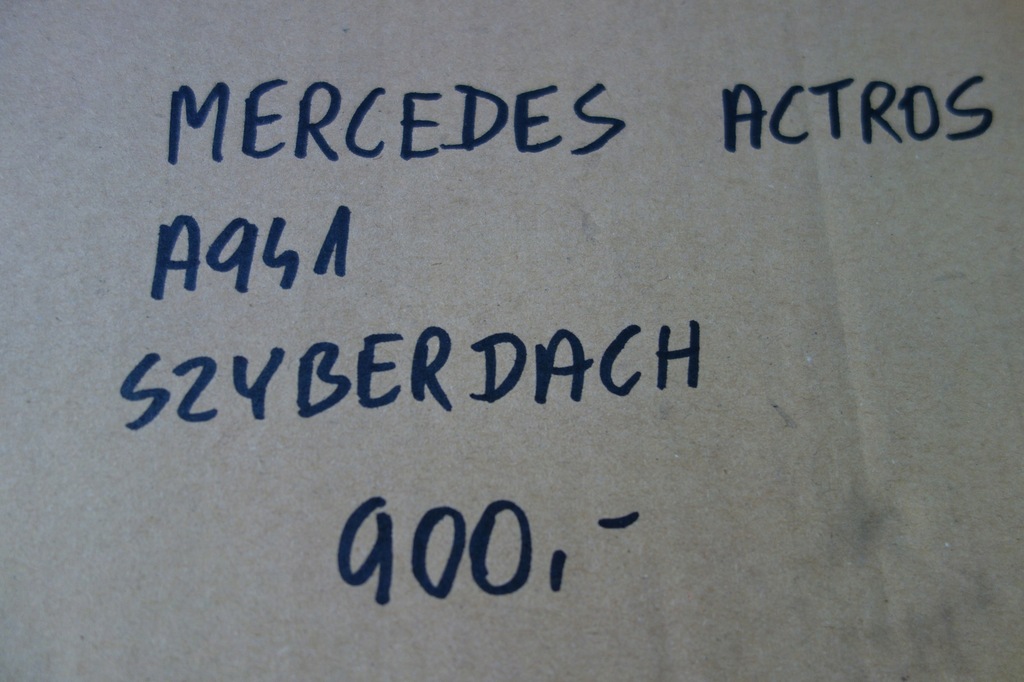 MERCEDES ACTROS
A941
SZYBERDACH
900,-